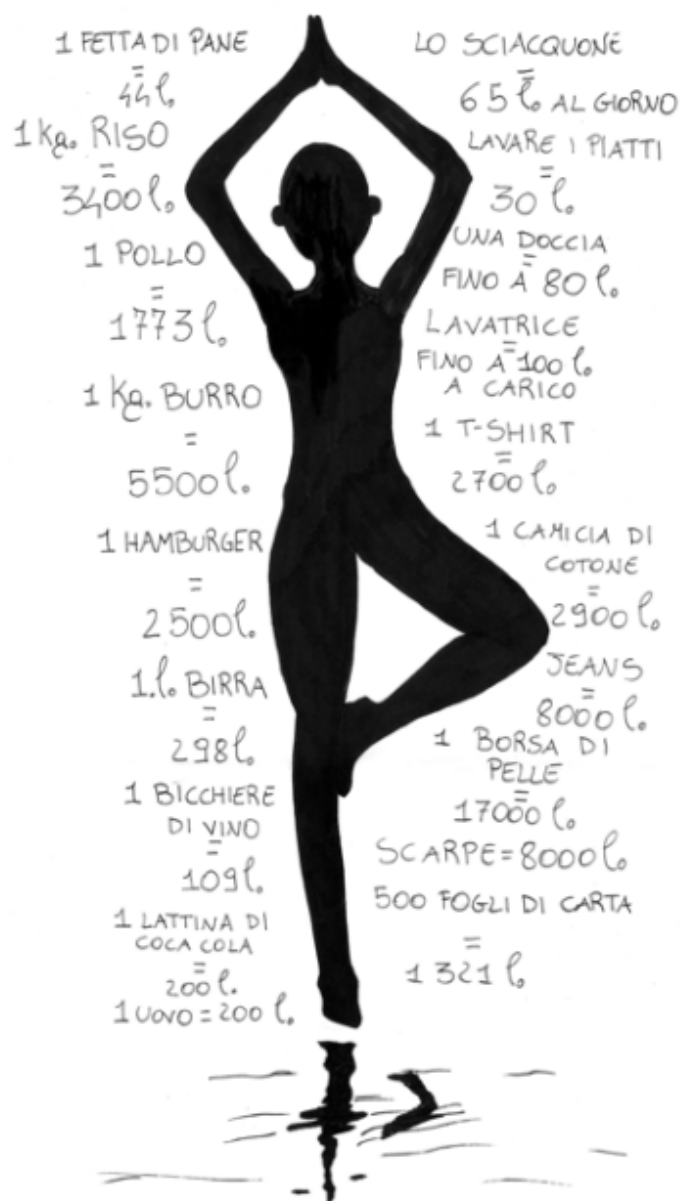 1 FETTA DI PANE
=
44 l.
1 Kg. RISO
=
3400 l.
1 POLLO
=
1773 l.
1 Kg. BURRO
=
5500 l.
1 HAMBURGER
=
2500 l.
1.l. BIRRA
=
298 l.
1 BICCHIERE
DI VINO
=
109 l.
1 LATTINA DI
COCA COLA
=
200 l.
1 UOVO = 200 l.
LO SCIACQUONE
=
65 l. AL GIORNO
LAVARE I PIATTI
=
30 l.
UNA DOCCIA
=
FINO A 80 l.
LAVATRICE
=
FINO A 100 l.
A CARICO
1 T-SHIRT
=
2700 l.
1 CAMICIA DI
COTONE
=
2900 l.
JEANS
=
8000 l.
1 BORSA DI
PELLE
=
17000 l.
SCARPE = 8000 l.
500 FOGLI DI CARTA
=
1321 l.